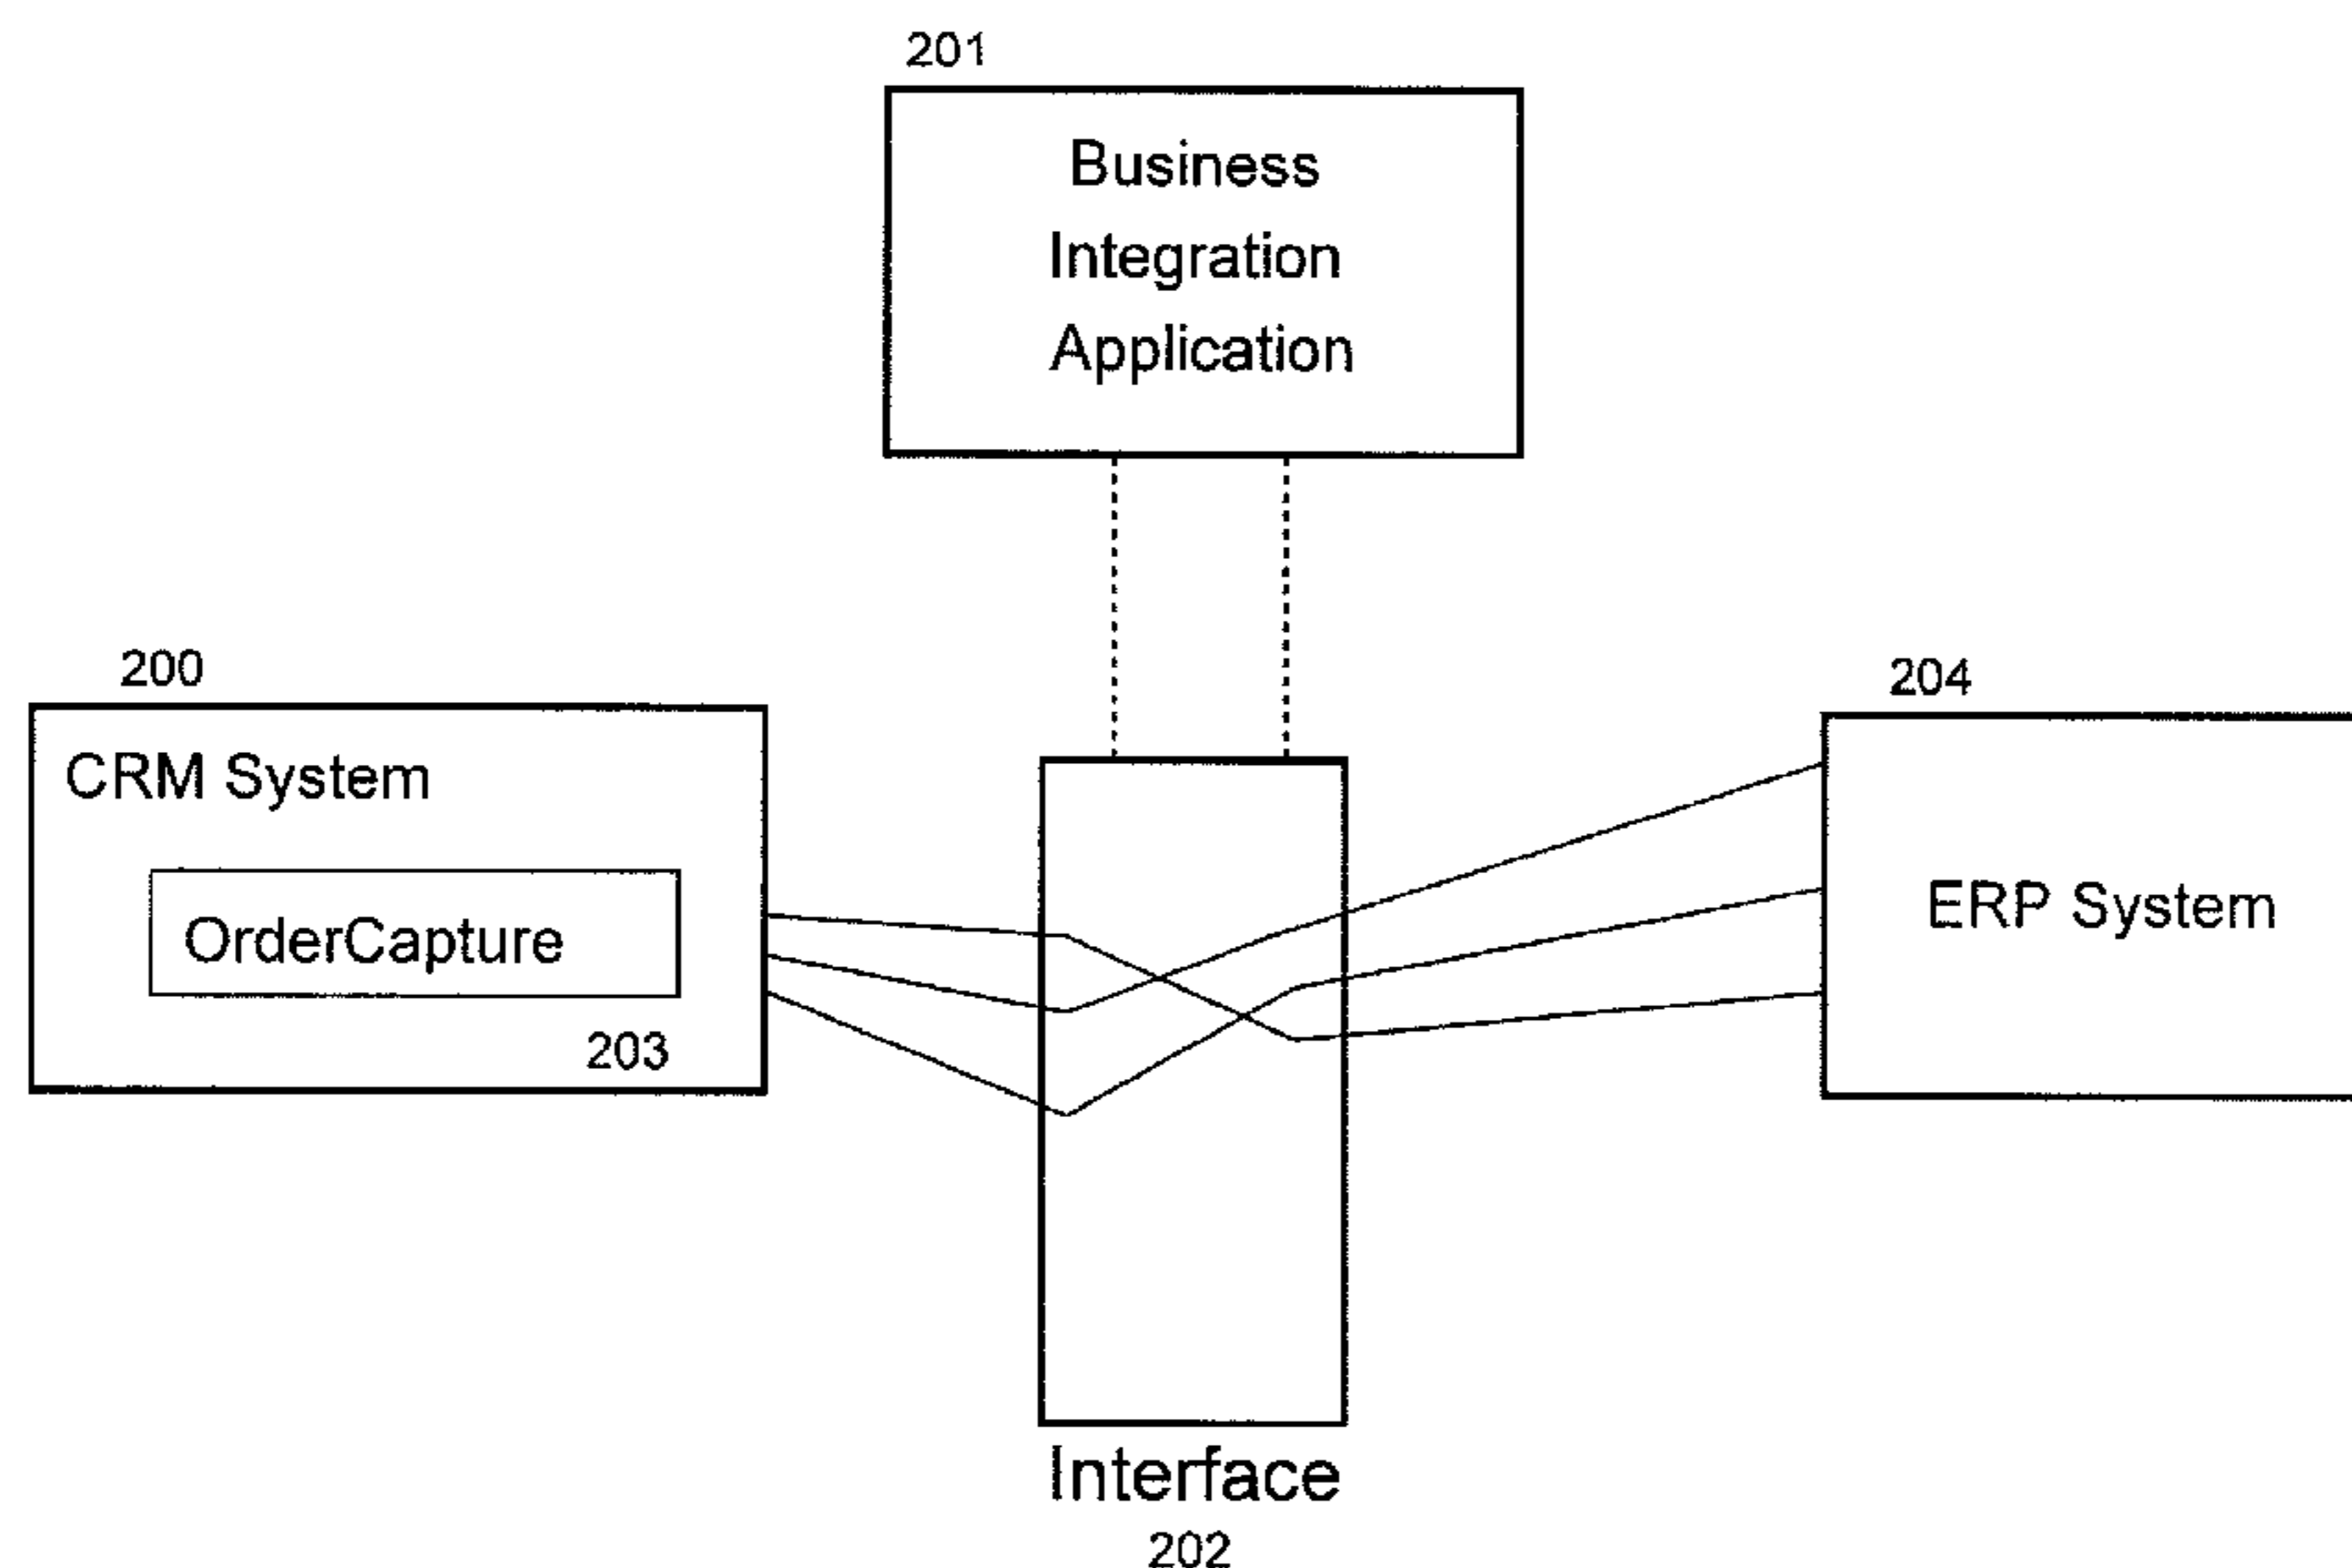 201
Business
Integration
Application
200
CRM System
OrderCapture
203
204
ERP System
Interface
202